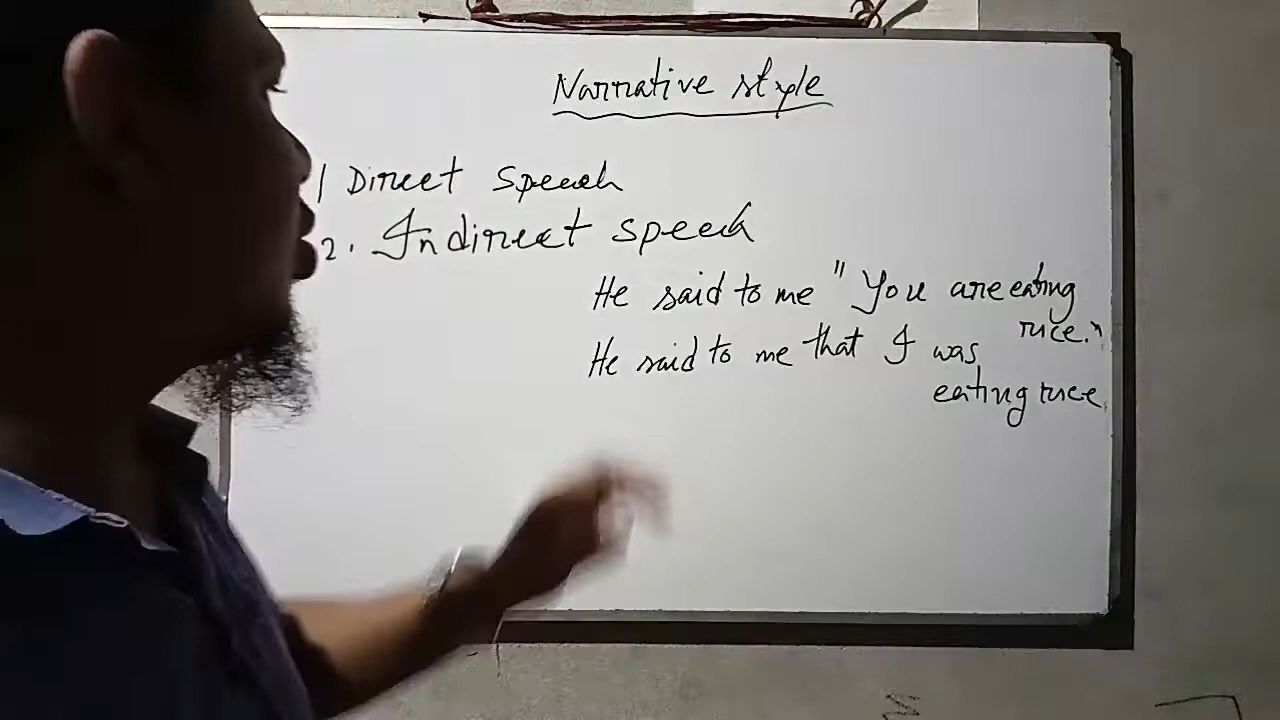 Narrative style
1 Direct Speech
2. Indirect speech
He said to me "You are eating
rice."
He said to me that I was
eating rice